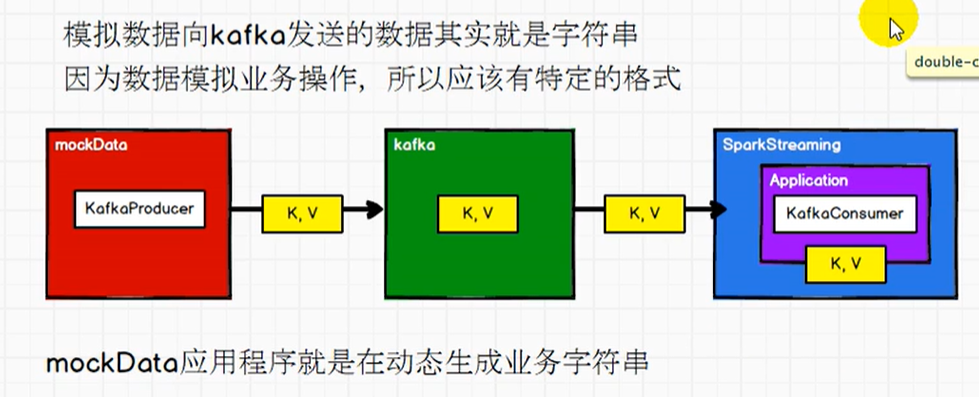 模拟数据向kafka发送的数据其实就是字符串
因为数据模拟业务操作，所以应该有特定的格式
double-c
mockData
kafka
SparkStreaming
Application
KafkaProducer
K, V
K, V
K, V
KafkaConsumer
K, V
mockData应用程序就是在动态生成业务字符串